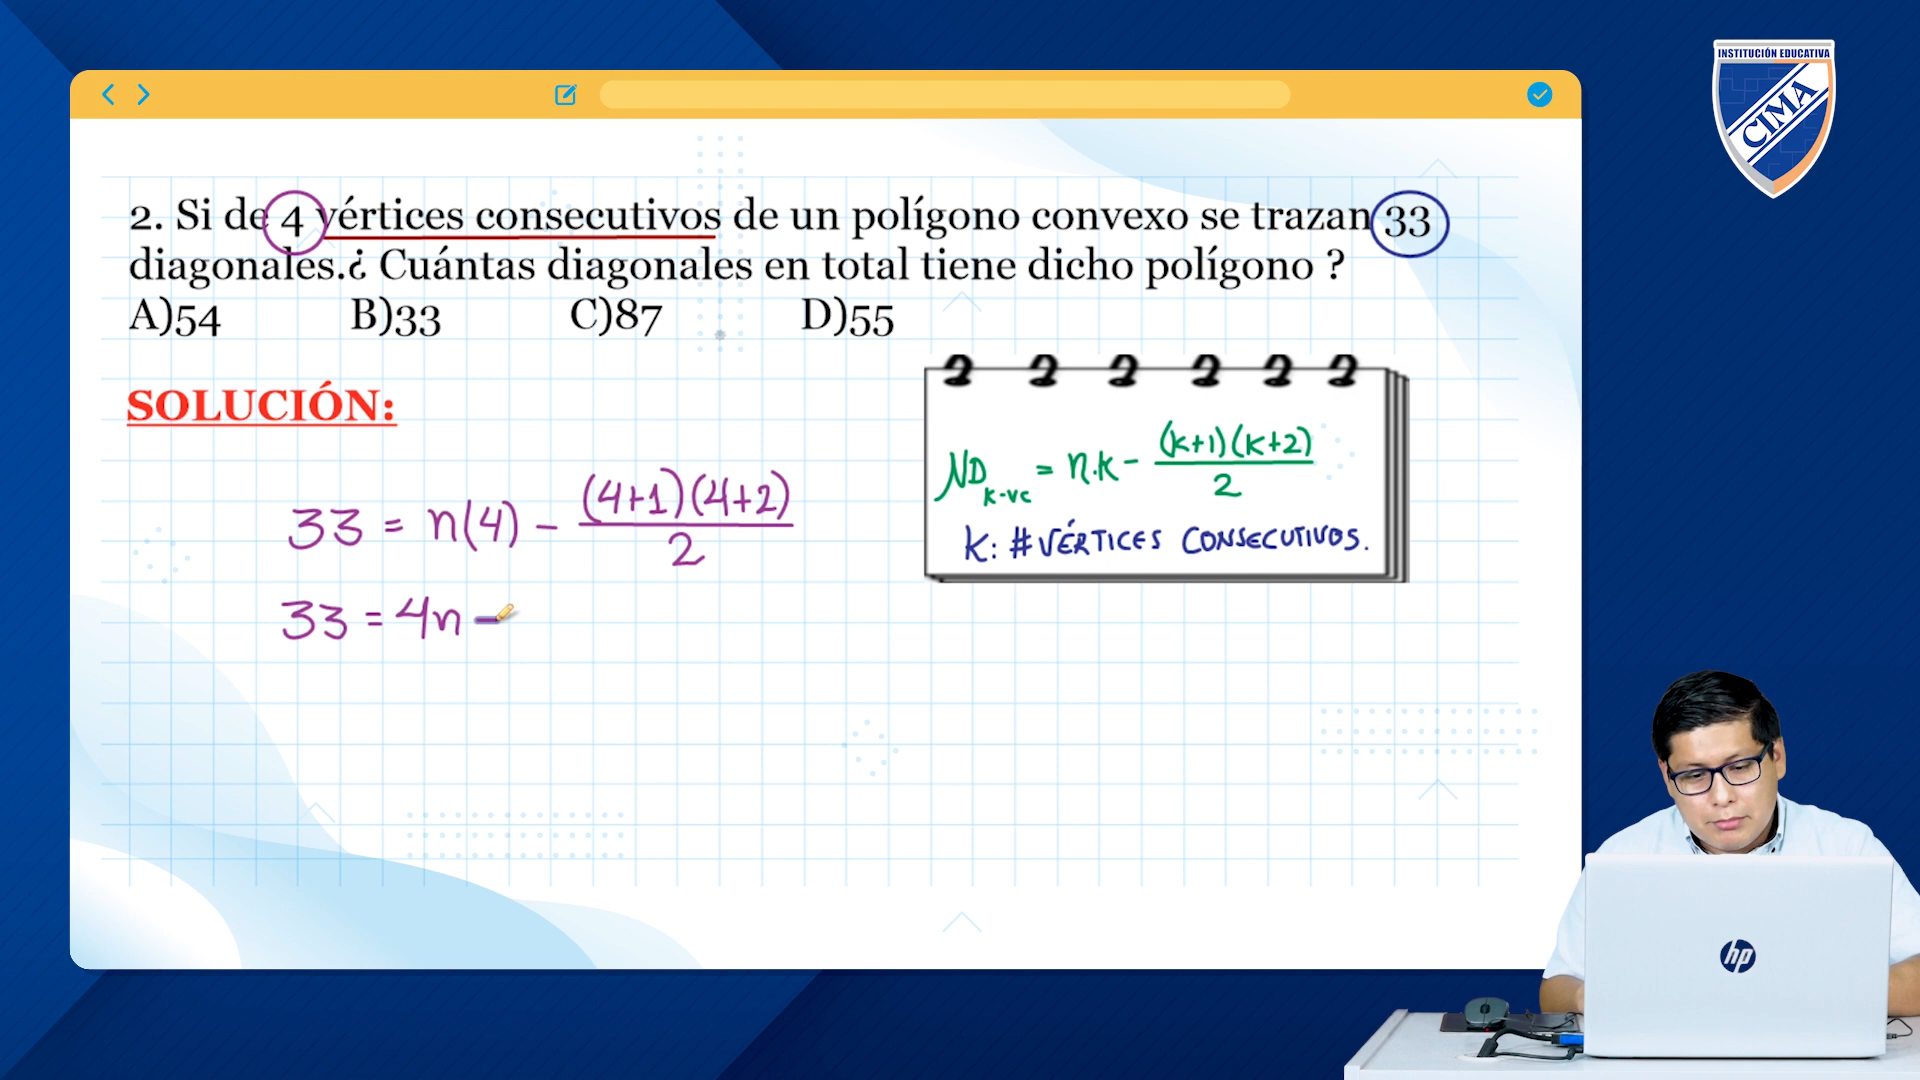 INSTITUCIÓN EDUCATIVA
CIMA
2. Si de 4 vértices consecutivos de un polígono convexo se trazan 33
diagonales.¿ Cuántas diagonales en total tiene dicho polígono ?
A)54 B)33 C)87 D)55
SOLUCIÓN:
ND k-vc = n.k - (k+1)(k+2) / 2
K: #VÉRTICES CONSECUTIVOS.
33 = n(4) - (4+1)(4+2) / 2
33 = 4n -
hp